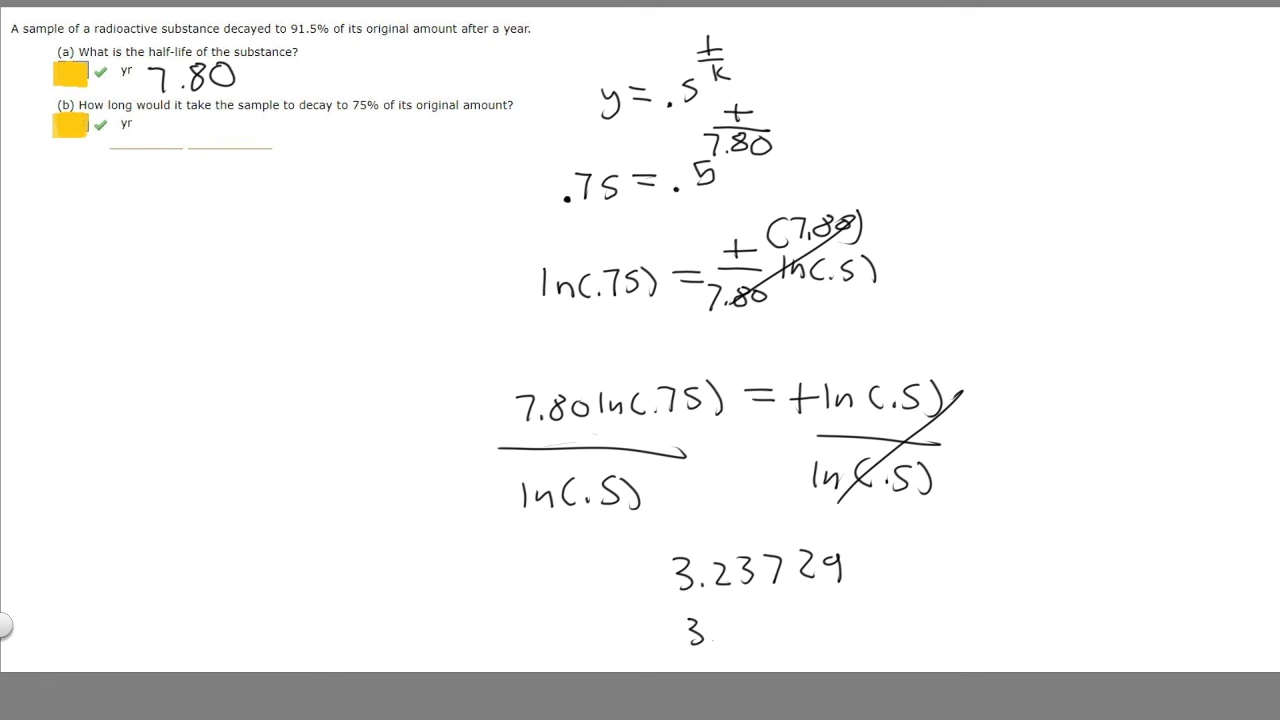 A sample of a radioactive substance decayed to 91.5% of its original amount after a year.
(a) What is the half-life of the substance?
yr 7.80
(b) How long would it take the sample to decay to 75% of its original amount?
yr
y = .5^(t/k)
.75 = .5^(t/7.80)
ln(.75) = t/7.80 ln(.5) (7.80)
7.80ln(.75)/ln(.5) = tln(.5)/ln(.5)
3.23729
3.